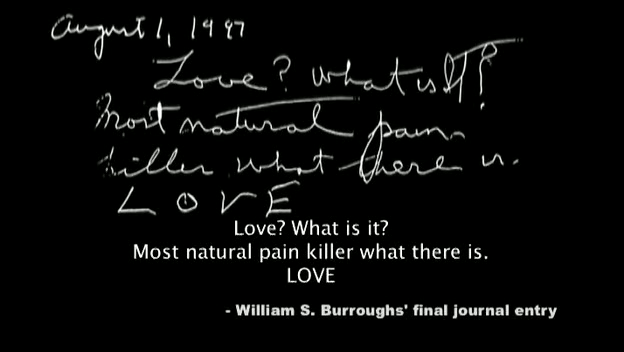 August 1, 1997
Love? What is It?
Most natural pain
killer what there is.
LOVE
Love? What is it?
Most natural pain killer what there is.
LOVE
- William S. Burroughs' final journal entry